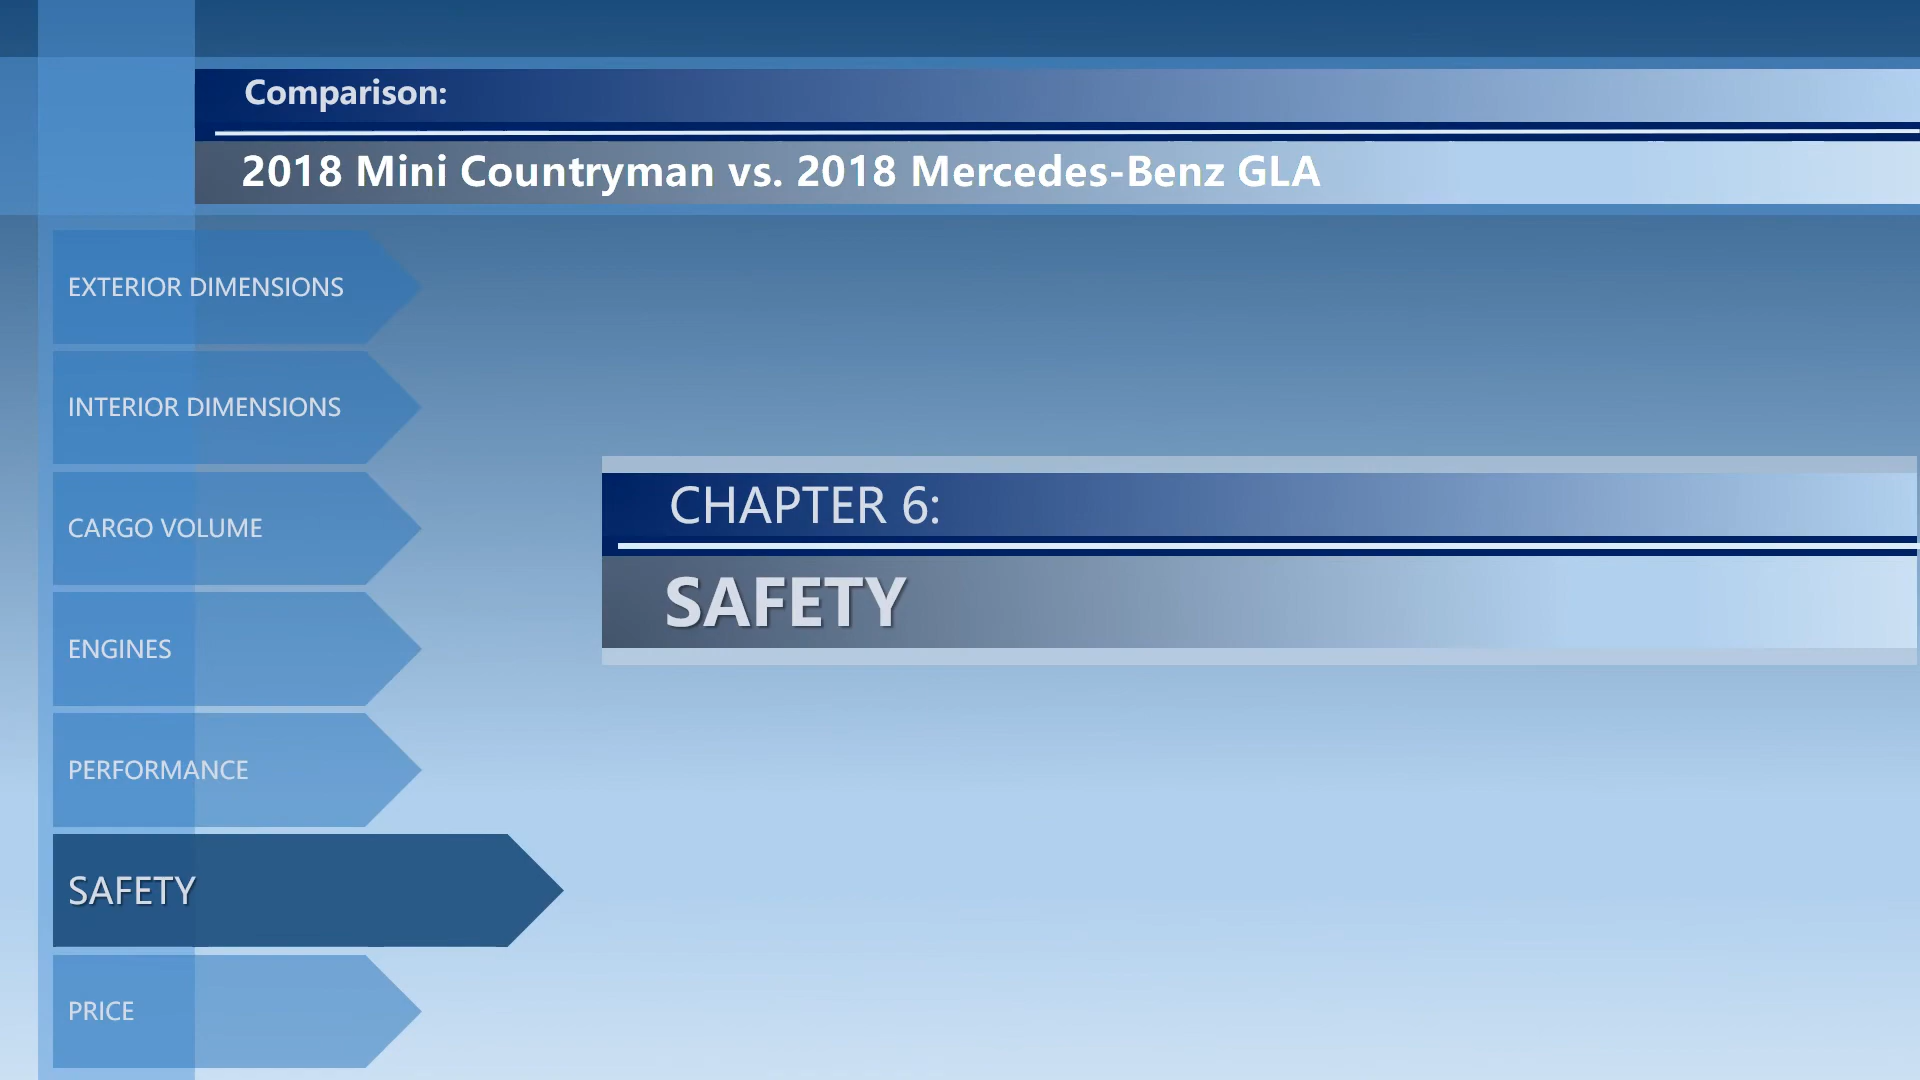 Comparison:
2018 Mini Countryman vs. 2018 Mercedes-Benz GLA
EXTERIOR DIMENSIONS
INTERIOR DIMENSIONS
CARGO VOLUME
ENGINES
PERFORMANCE
SAFETY
PRICE
CHAPTER 6:
SAFETY